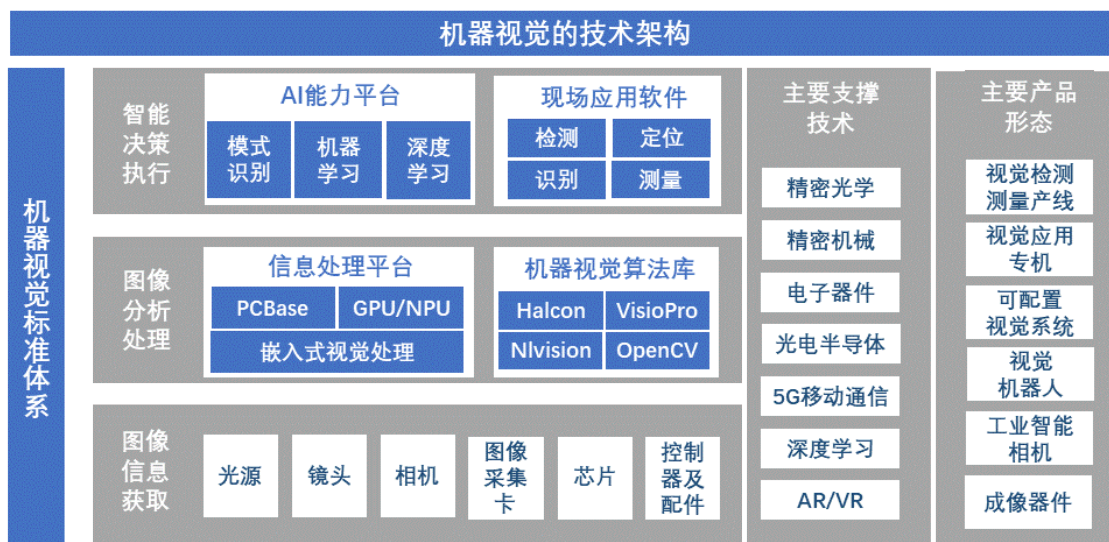 机器视觉的技术架构
机器视觉标准体系
智能
决策
执行
AI能力平台
模式
识别
机器
学习
深度
学习
现场应用软件
检测
定位
识别
测量
图像
分析
处理
信息处理平台
PCBase
GPU/NPU
嵌入式视觉处理
机器视觉算法库
Halcon
VisioPro
NIvision
OpenCV
图像
信息
获取
光源
镜头
相机
图像
采集
卡
芯片
控制
器及
配件
主要支撑
技术
精密光学
精密机械
电子器件
光电半导体
5G移动通信
深度学习
AR/VR
主要产品
形态
视觉检测
测量产线
视觉应用
专机
可配置
视觉系统
视觉
机器人
工业智能
相机
成像器件